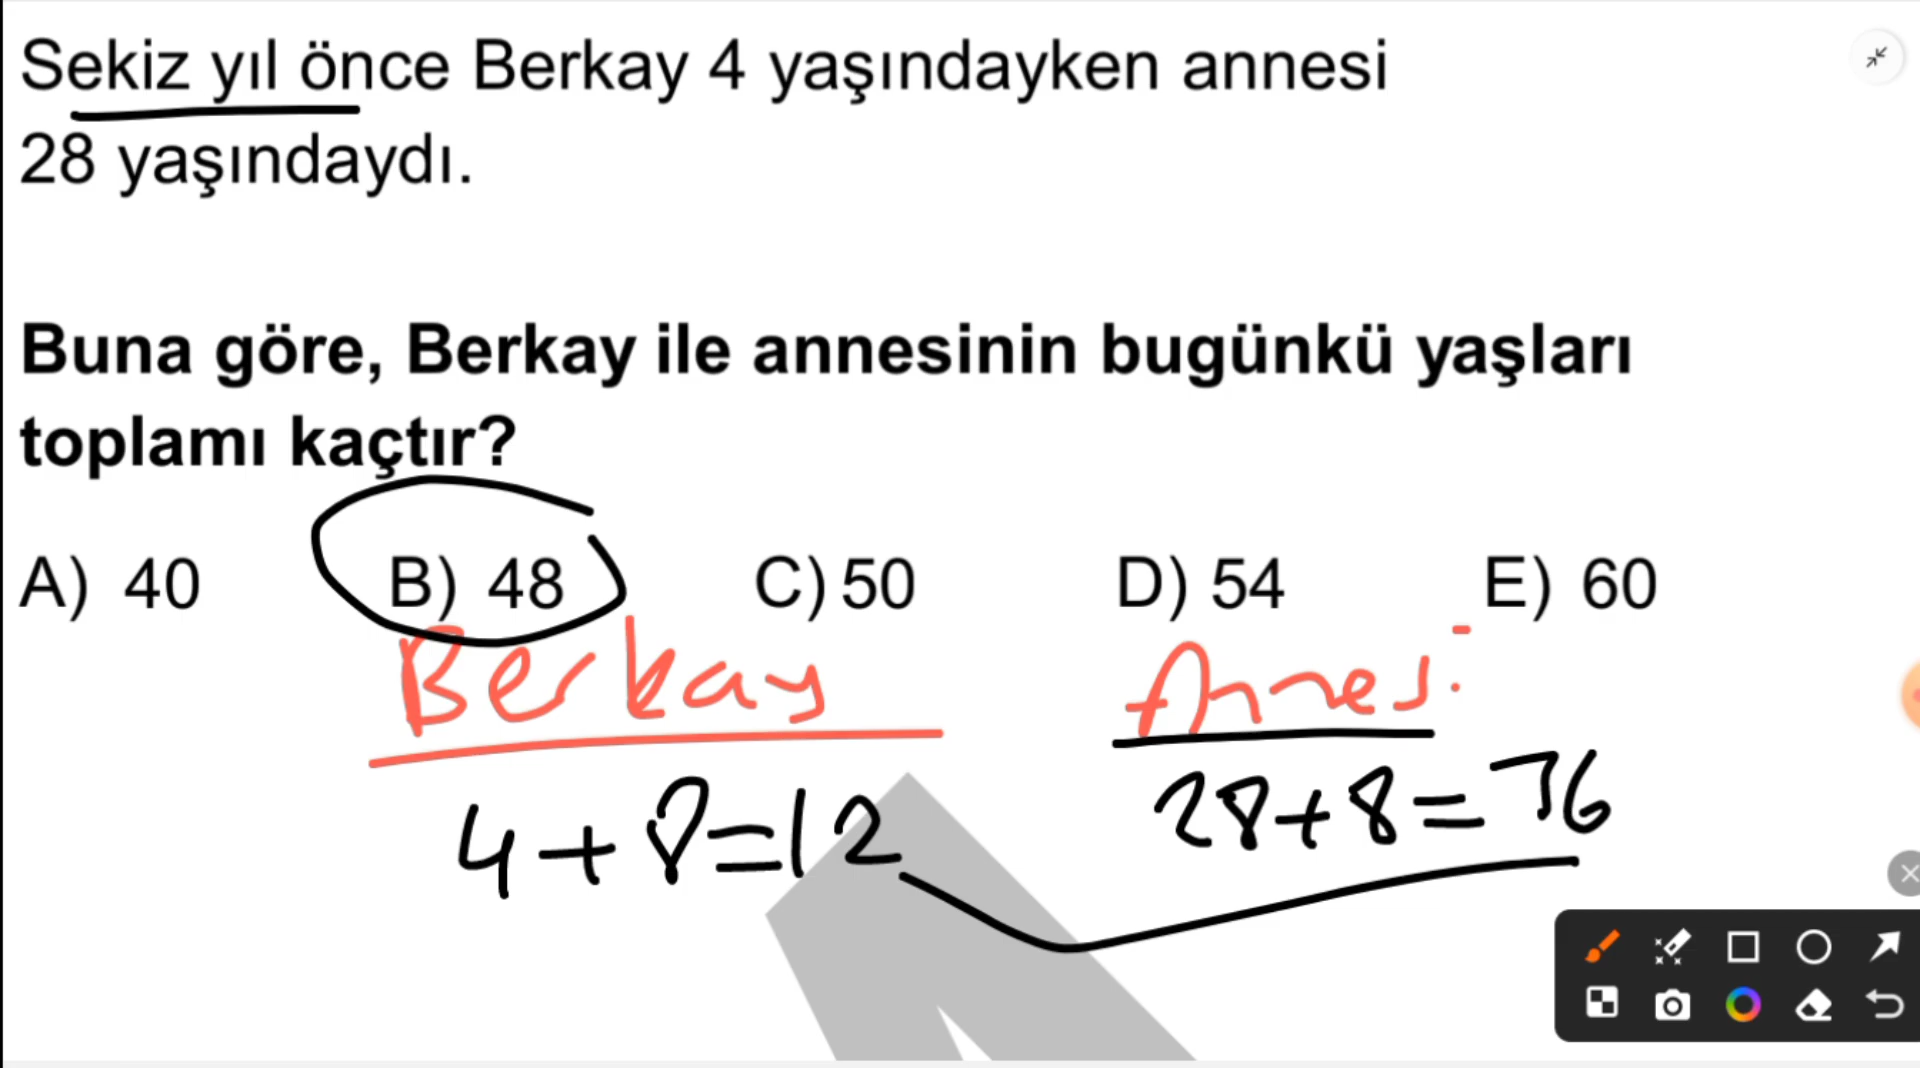 Sekiz yıl önce Berkay 4 yaşındayken annesi
28 yaşındaydı.
Buna göre, Berkay ile annesinin bugünkü yaşları
toplamı kaçtır?
A) 40 B) 48 C) 50 D) 54 E) 60
Berkay Annesi
4+8=12 28+8=36